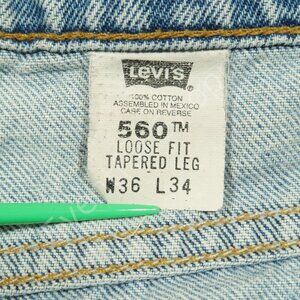 LEVI'S
100% COTTON
ASSEMBLED IN MEXICO
CARE ON REVERSE
560™
LOOSE FIT
TAPERED LEG
W36 L34